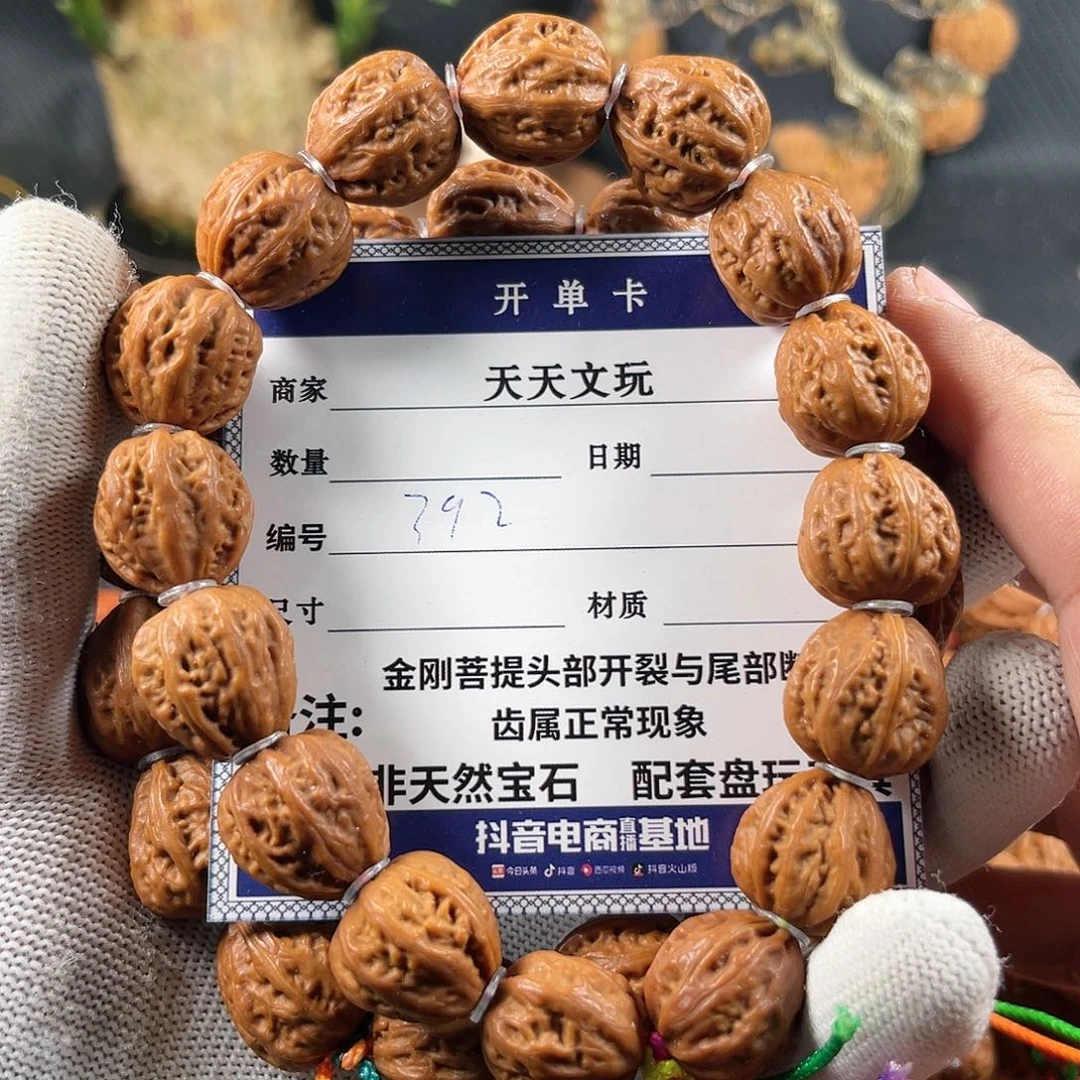 开单卡
商家 天天文玩
数量 日期
编号 392
尺寸 材质
金刚菩提头部开裂与尾部断
注:
齿属正常现象
非天然宝石 配套盘玩
抖音电商直播基地
今日头条 抖音 西瓜视频 抖音火山版